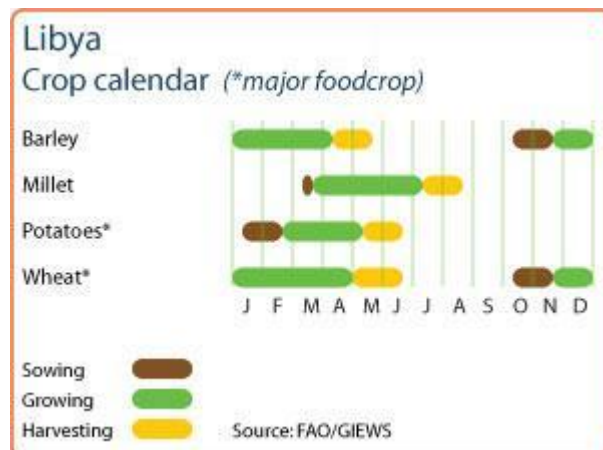 Libya
Crop calendar (*major foodcrop)
Barley
Millet
Potatoes*
Wheat*
J F M A M J J A S O N D
Sowing
Growing
Harvesting Source: FAO/GIEWS